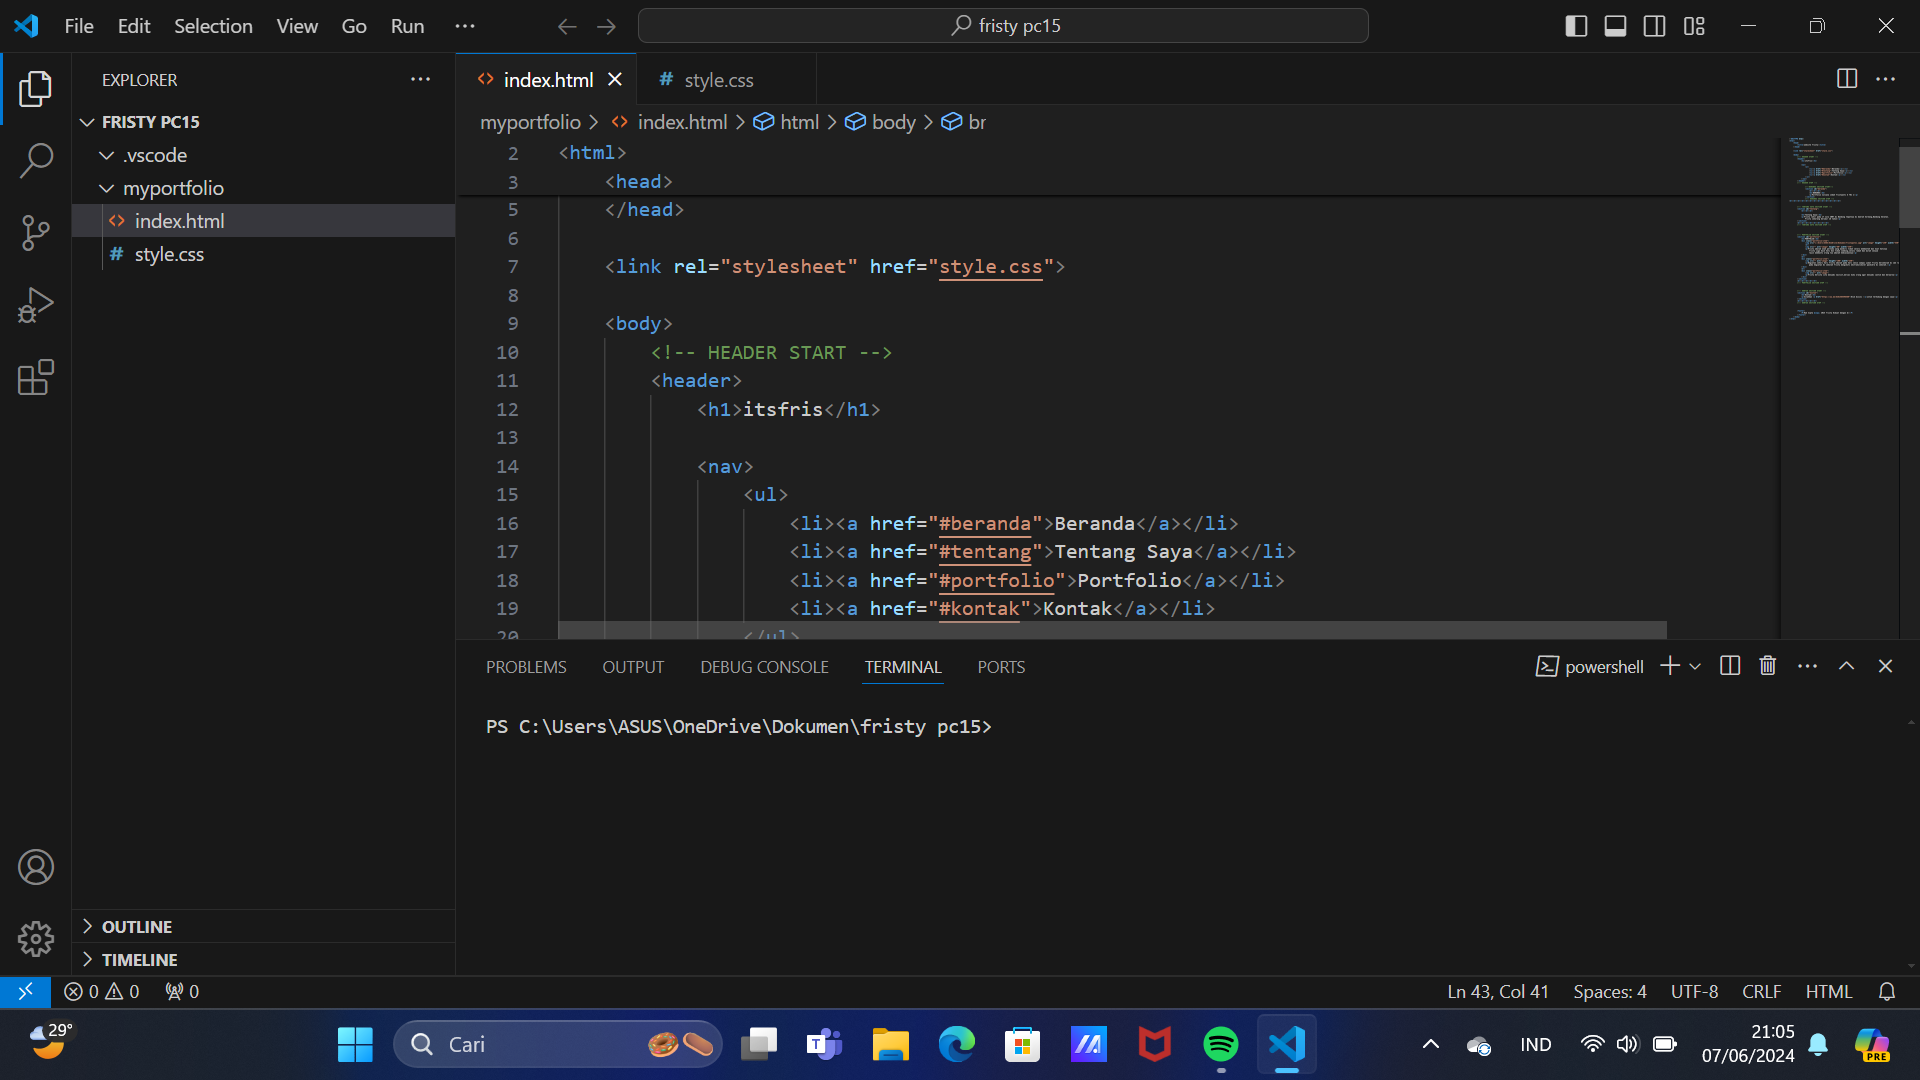 File Edit Selection View Go Run
fristy pc15
EXPLORER
FRISTY PC15
.vscode
myportfolio
index.html
style.css
OUTLINE
TIMELINE
index.html
style.css
myportfolio > index.html > html > body > br
2 <html>
3 <head>
5 </head>
6
7 <link rel="stylesheet" href="style.css">
8
9 <body>
10 <!-- HEADER START -->
11 <header>
12 <h1>itsfris</h1>
13
14 <nav>
15 <ul>
16 <li><a href="#beranda">Beranda</a></li>
17 <li><a href="#tentang">Tentang Saya</a></li>
18 <li><a href="#portfolio">Portfolio</a></li>
19 <li><a href="#kontak">Kontak</a></li>
20 </ul>
PROBLEMS OUTPUT DEBUG CONSOLE TERMINAL PORTS
powershell
PS C:\Users\ASUS\OneDrive\Dokumen\fristy pc15>
0 0 0
Ln 43, Col 41 Spaces: 4 UTF-8 CRLF HTML
29°
Cari
IND
21:05
07/06/2024
PRE